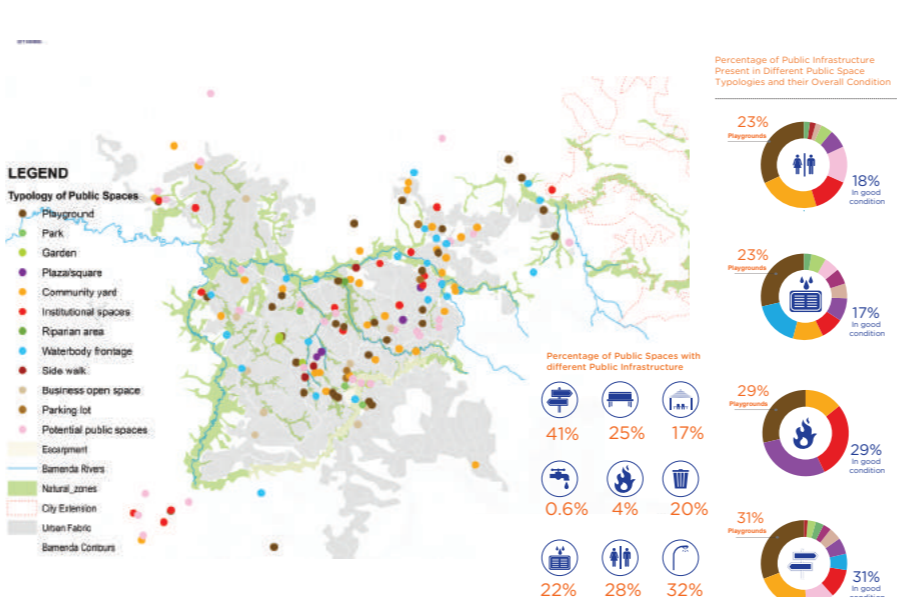 Percentage of Public Infrastructure
Present in Different Public Space
Typologies and their Overall Condition
LEGEND
Typology of Public Spaces
Playground
Park
Garden
Plaza/square
Community yard
Institutional spaces
Riparian area
Waterbody frontage
Side walk
Business open space
Parking lot
Potential public spaces
Escarpment
Bamenda Rivers
Natural_zones
City Extension
Urban Fabric
Bamenda Contours
Percentage of Public Spaces with
different Public Infrastructure
41%
25%
17%
0.6%
4%
20%
22%
28%
32%
23%
Playgrounds
18%
In good
condition
23%
Playgrounds
17%
In good
condition
29%
Playgrounds
29%
In good
condition
31%
Playgrounds
31%
In good
condition